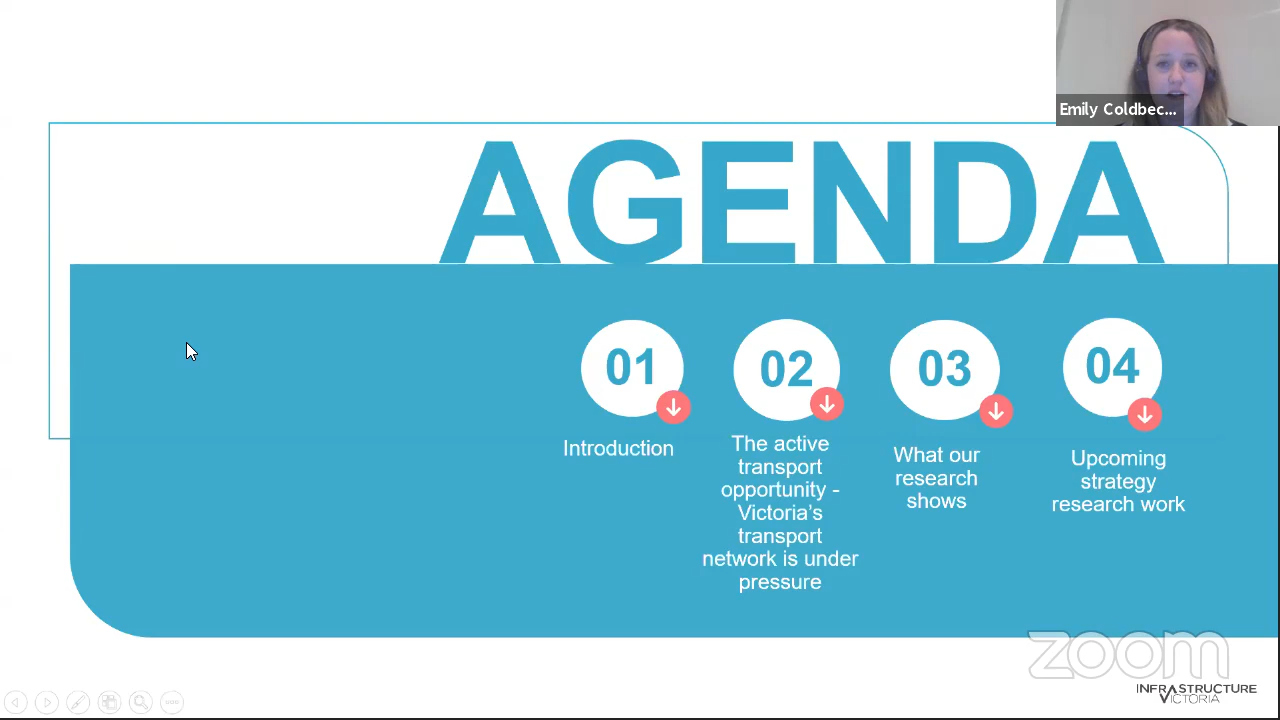 Emily Coldbec...
AGENDA
01
02
03
04
Introduction
The active
transport
opportunity -
Victoria's
transport
network is under
pressure
What our
research
shows
Upcoming
strategy
research work
zoom
INFRASTRUCTURE
VICTORIA